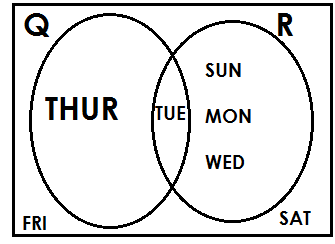 Q R
SUN
THUR TUE MON
WED
FRI SAT